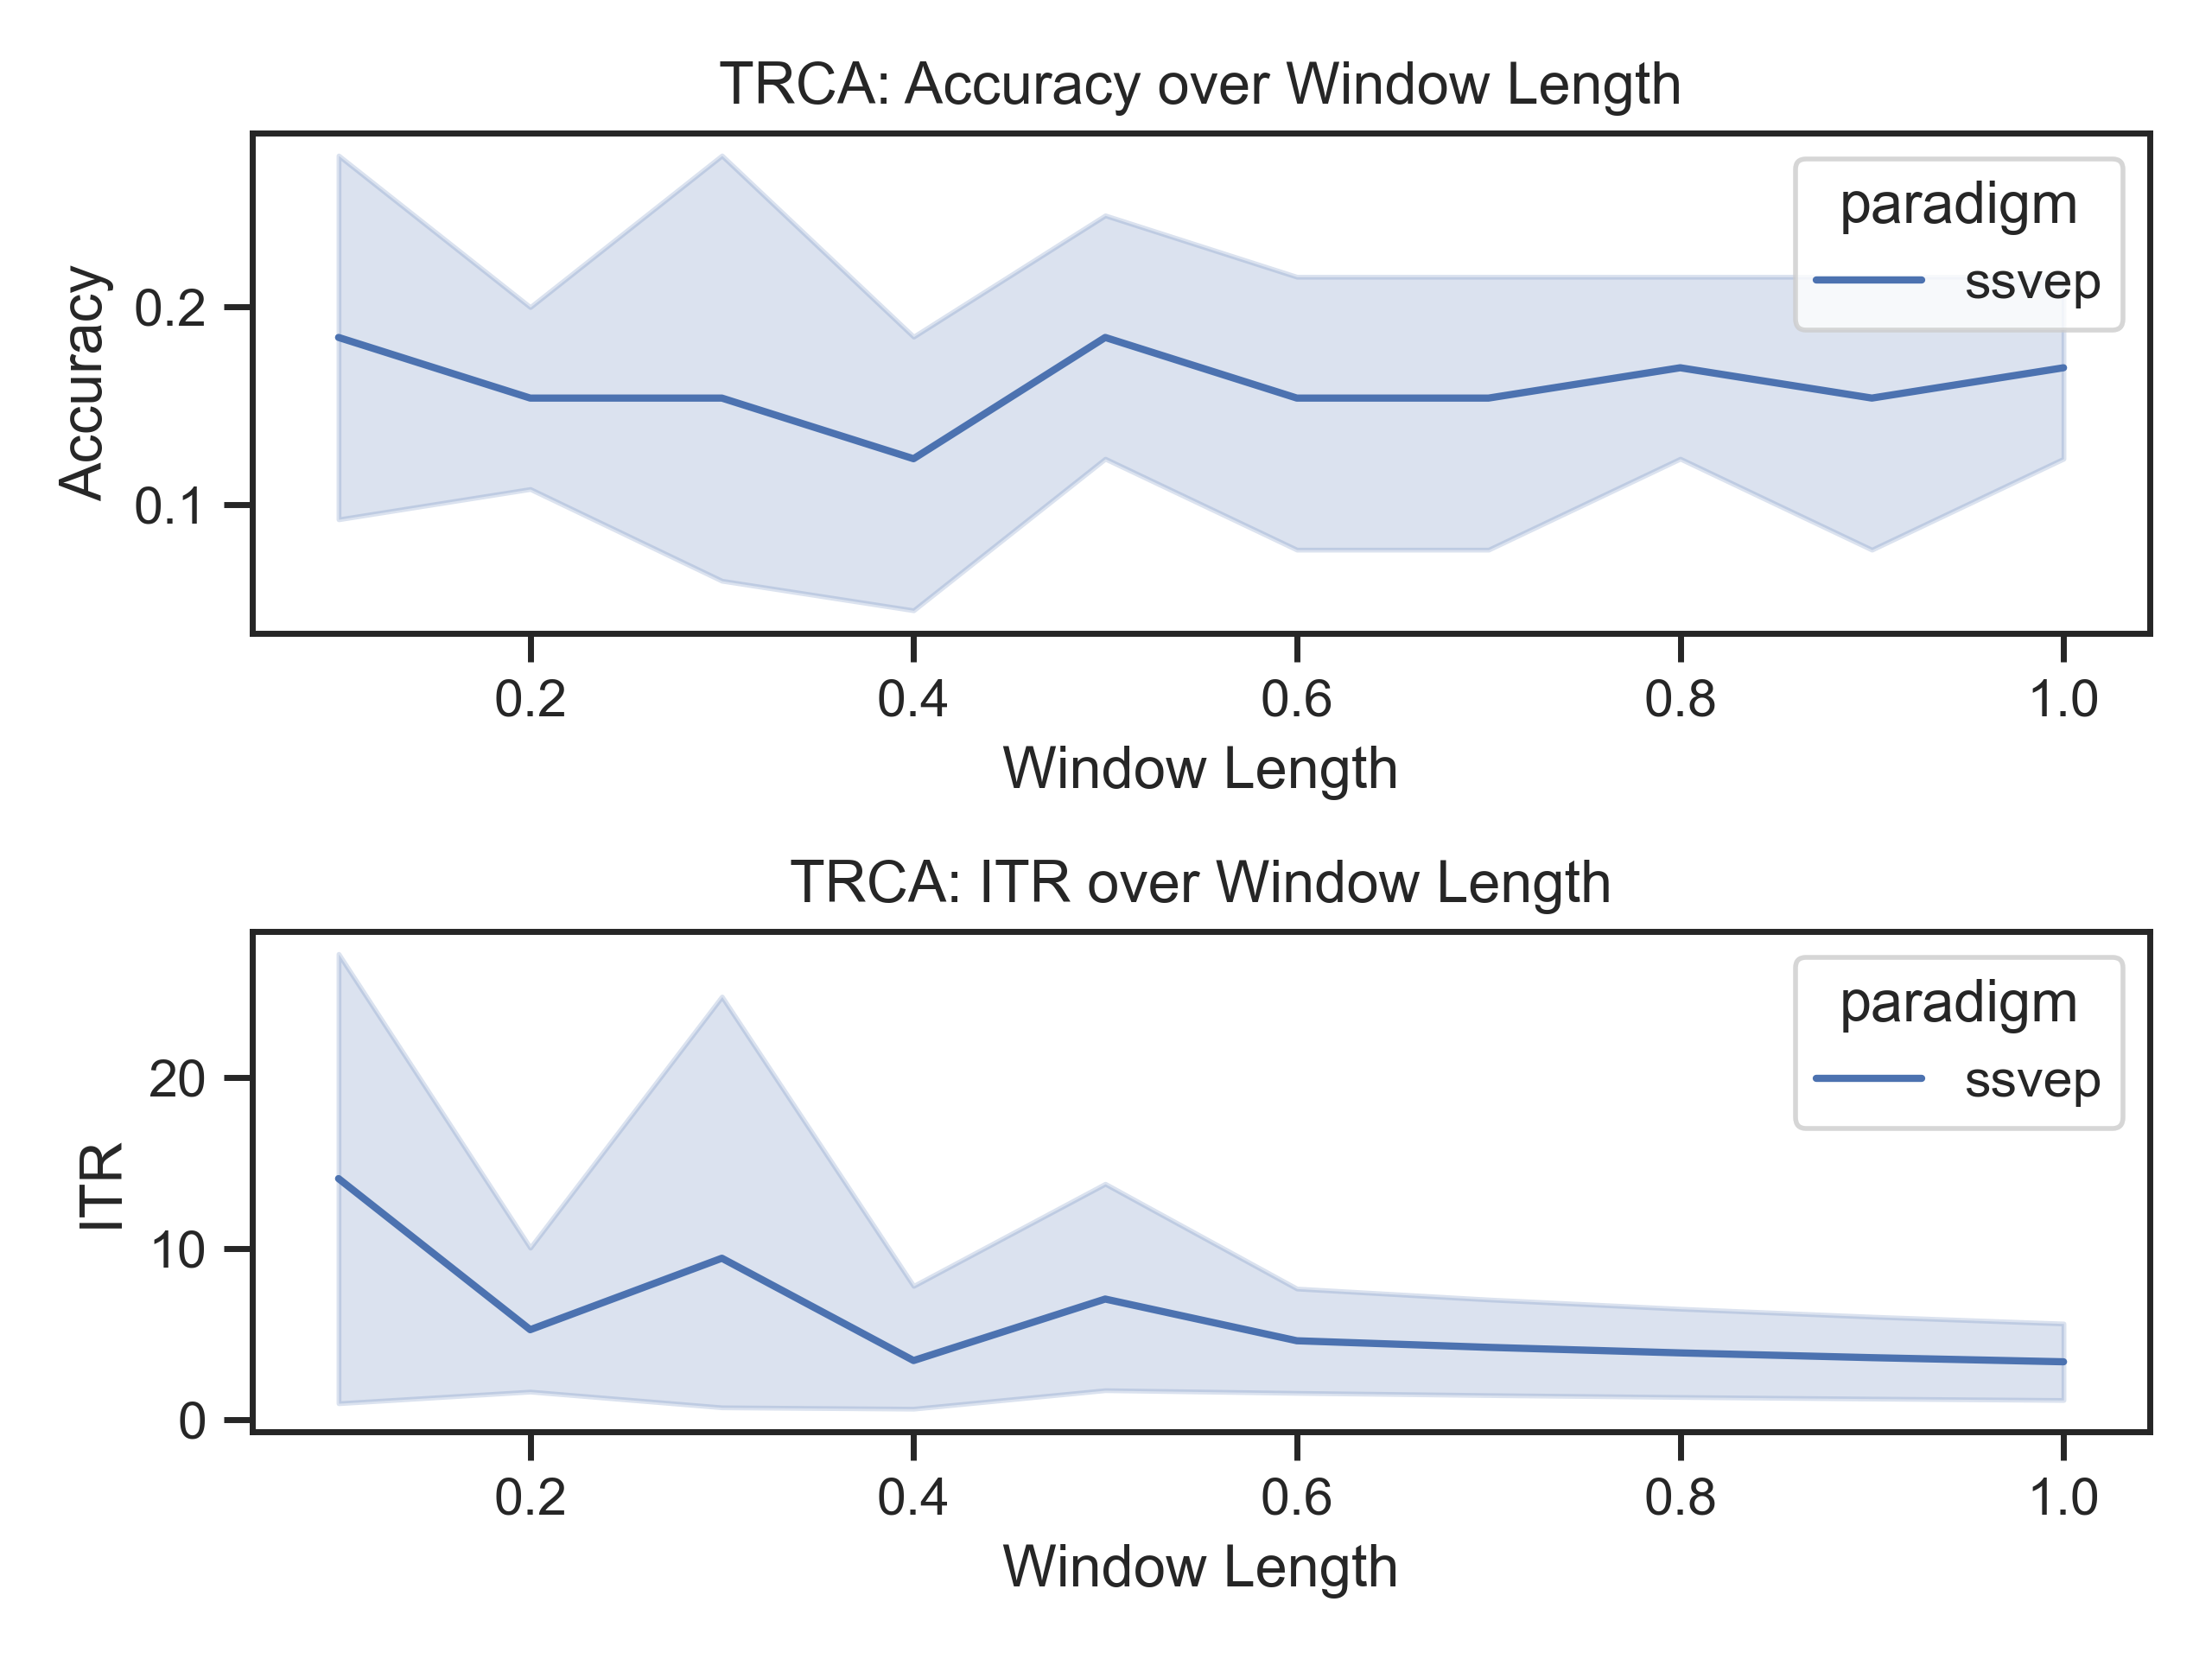 TRCA: Accuracy over Window Length
paradigm
ssvep
Accuracy
0.2
0.1
0.2 0.4 0.6 0.8 1.0
Window Length
TRCA: ITR over Window Length
paradigm
ssvep
ITR
20
10
0
0.2 0.4 0.6 0.8 1.0
Window Length